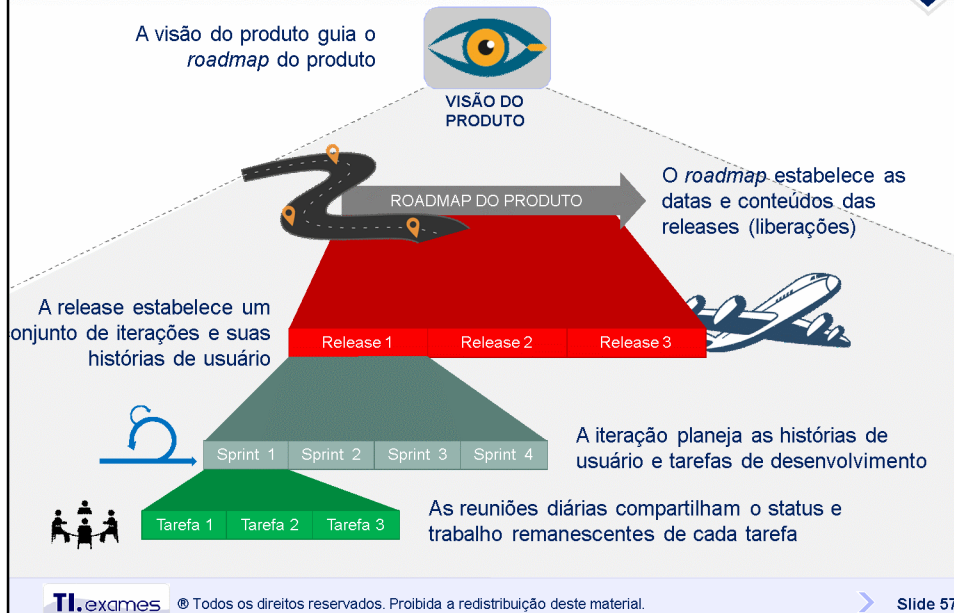 A visão do produto guia o
roadmap do produto
VISÃO DO
PRODUTO
ROADMAP DO PRODUTO
O roadmap estabelece as
datas e conteúdos das
releases (liberações)
A release estabelece um
onjunto de iterações e suas
histórias de usuário
Release 1
Release 2
Release 3
Sprint 1
Sprint 2
Sprint 3
Sprint 4
A iteração planeja as histórias de
usuário e tarefas de desenvolvimento
Tarefa 1
Tarefa 2
Tarefa 3
As reuniões diárias compartilham o status e
trabalho remanescentes de cada tarefa
TI.exames
® Todos os direitos reservados. Proibida a redistribuição deste material.
Slide 57